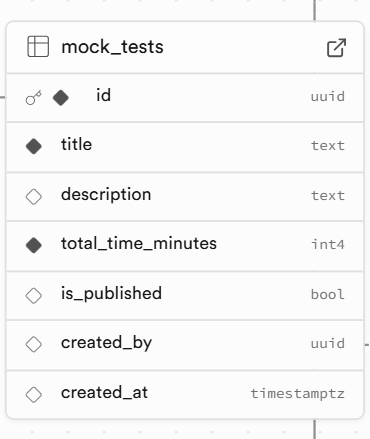 mock_tests
id uuid
title text
description text
total_time_minutes int4
is_published bool
created_by uuid
created_at timestamptz